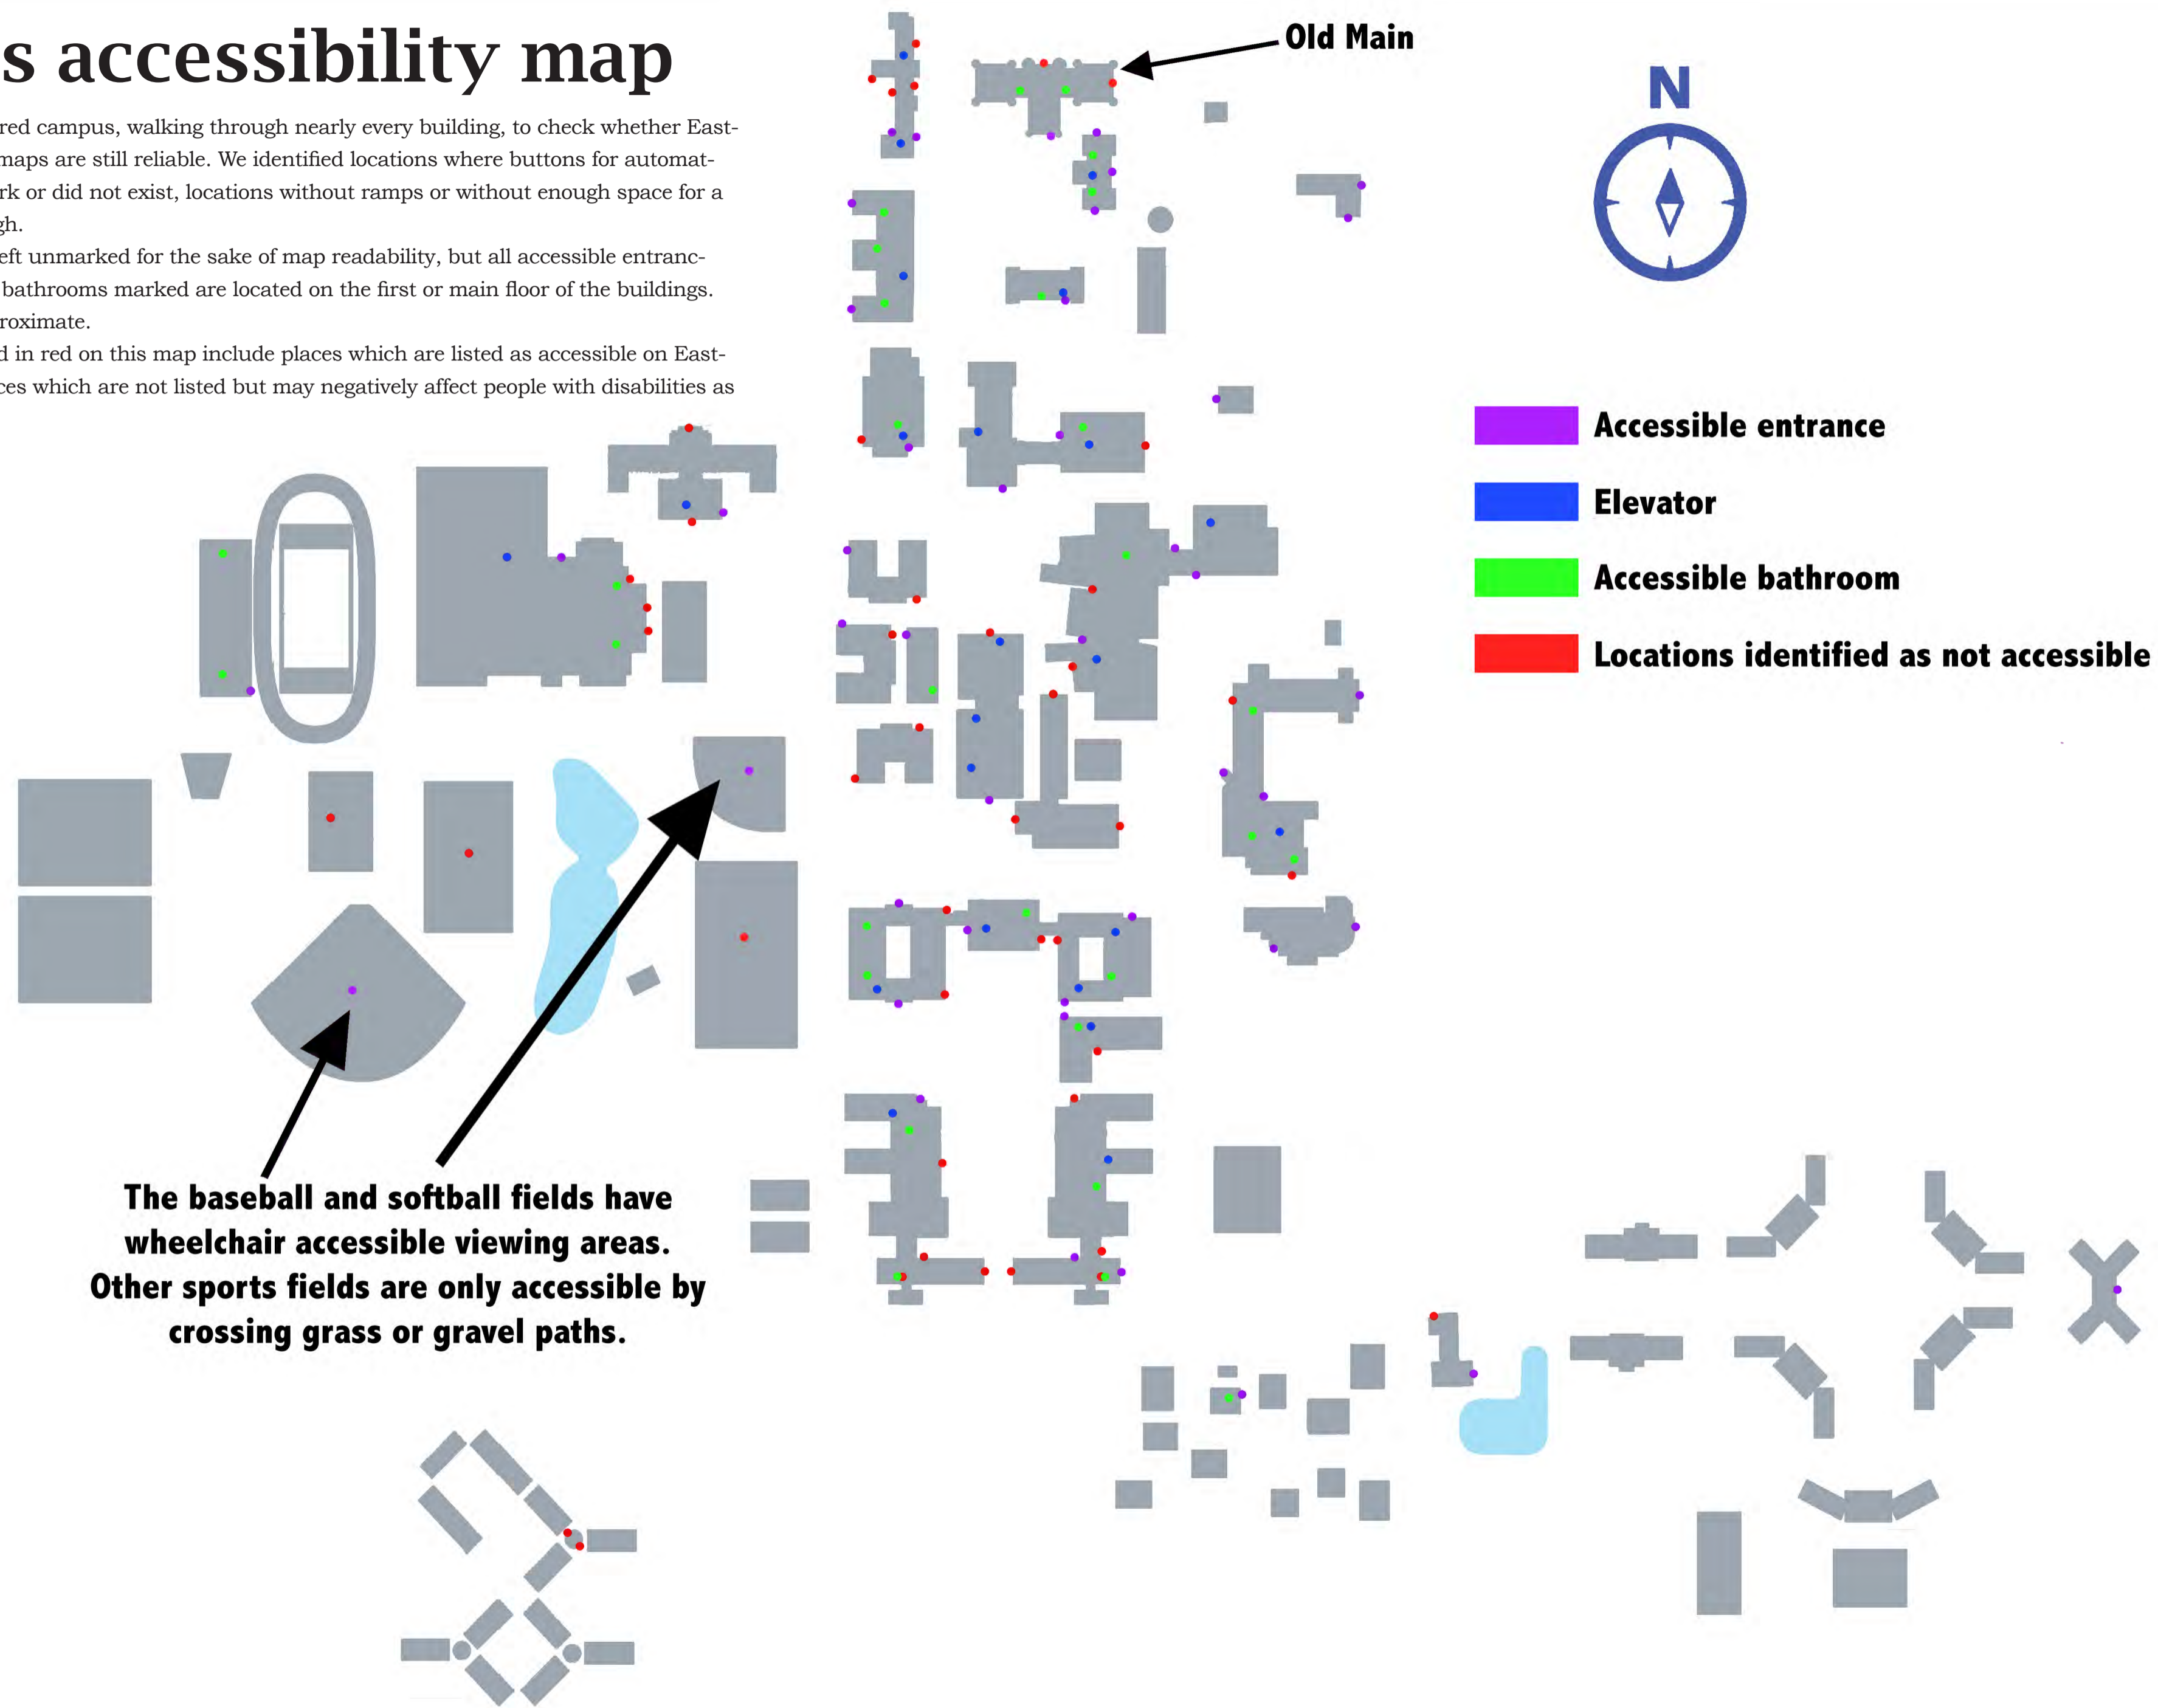 s accessibility map
red campus, walking through nearly every building, to check whether East-
maps are still reliable. We identified locations where buttons for automat-
rk or did not exist, locations without ramps or without enough space for a
gh.
eft unmarked for the sake of map readability, but all accessible entranc-
bathrooms marked are located on the first or main floor of the buildings.
roximate.
d in red on this map include places which are listed as accessible on East-
ces which are not listed but may negatively affect people with disabilities as
Old Main
N
Accessible entrance
Elevator
Accessible bathroom
Locations identified as not accessible
The baseball and softball fields have
wheelchair accessible viewing areas.
Other sports fields are only accessible by
crossing grass or gravel paths.